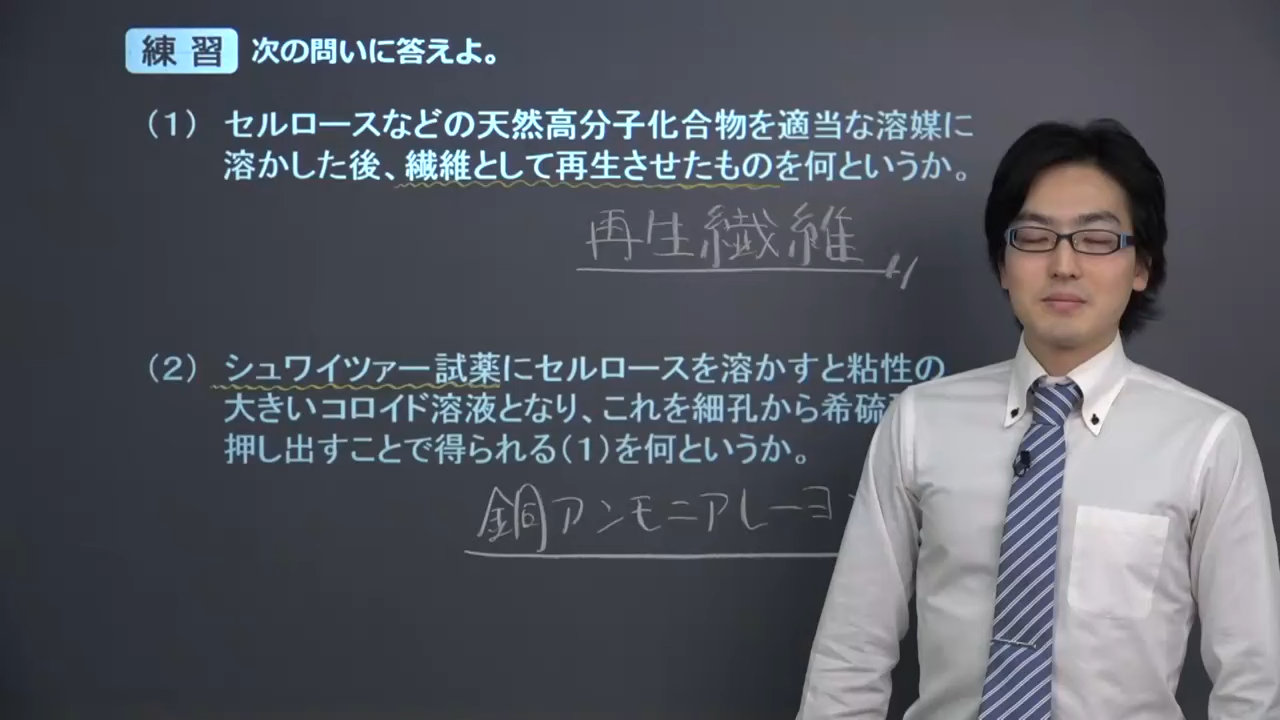 練習 次の問いに答えよ。
(1) セルロースなどの天然高分子化合物を適当な溶媒に
溶かした後、繊維として再生させたものを何というか。
再生繊維
(2) シュワイツァー試薬にセルロースを溶かすと粘性の
大きいコロイド溶液となり、これを細孔から希硫
押し出すことで得られる(1)を何というか。
銅アンモニアレーヨ